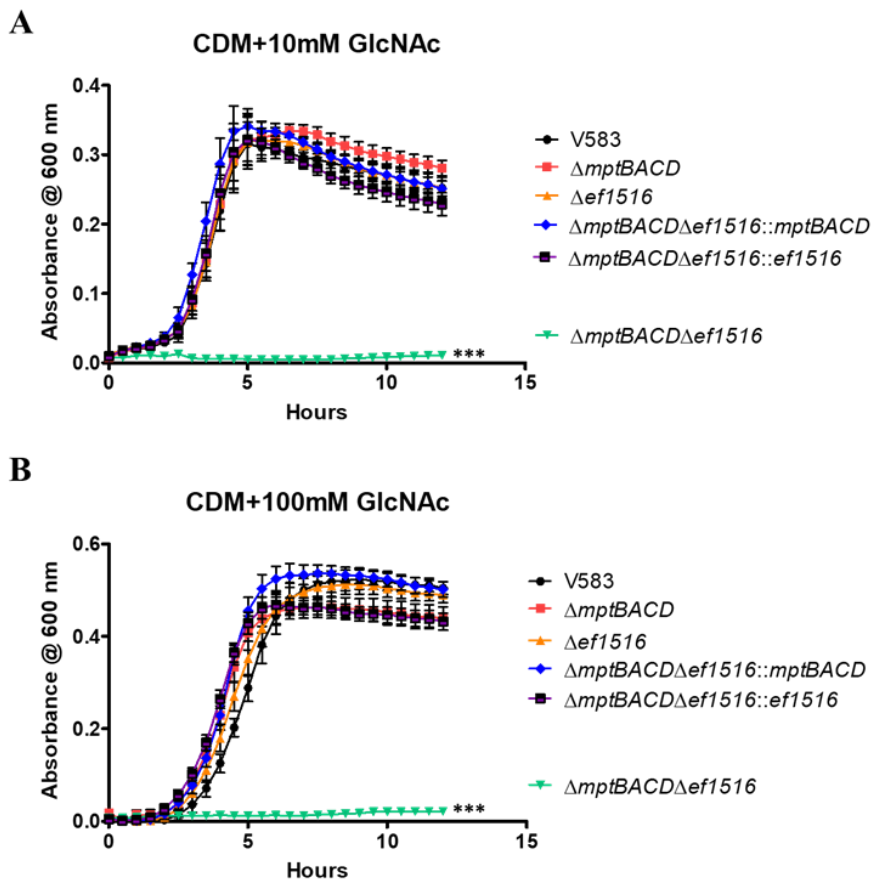 A
CDM+10mM GlcNAc
Absorbance @ 600 nm
0.4
0.3
0.2
0.1
0.0
0
5
10
15
Hours
V583
ΔmptBACD
Δef1516
ΔmptBACDΔef1516::mptBACD
ΔmptBACDΔef1516::ef1516
ΔmptBACDΔef1516
***
B
CDM+100mM GlcNAc
Absorbance @ 600 nm
0.6
0.4
0.2
0.0
0
5
10
15
Hours
V583
ΔmptBACD
Δef1516
ΔmptBACDΔef1516::mptBACD
ΔmptBACDΔef1516::ef1516
ΔmptBACDΔef1516
***